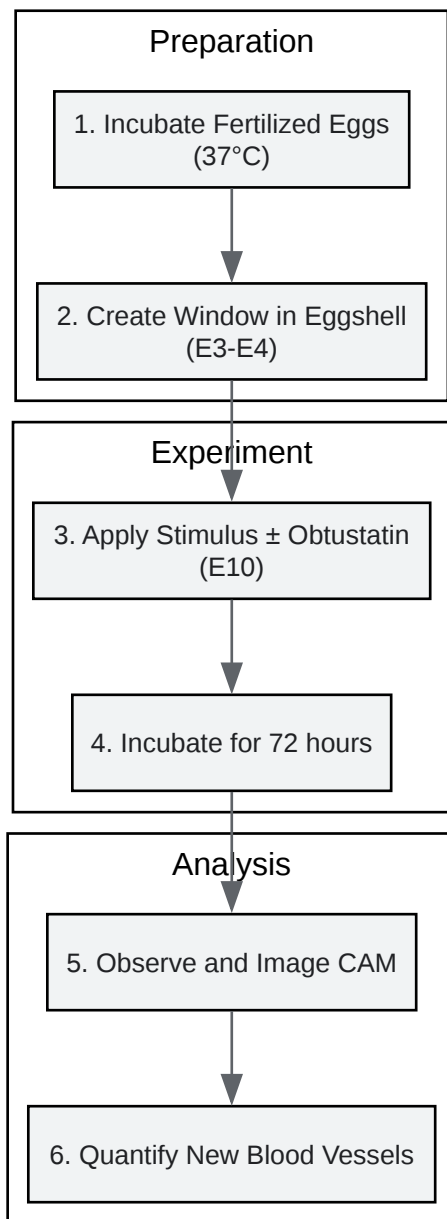 Preparation
1. Incubate Fertilized Eggs
(37°C)
2. Create Window in Eggshell
(E3-E4)
Experiment
3. Apply Stimulus ± Obtustatin
(E10)
4. Incubate for 72 hours
Analysis
5. Observe and Image CAM
6. Quantify New Blood Vessels